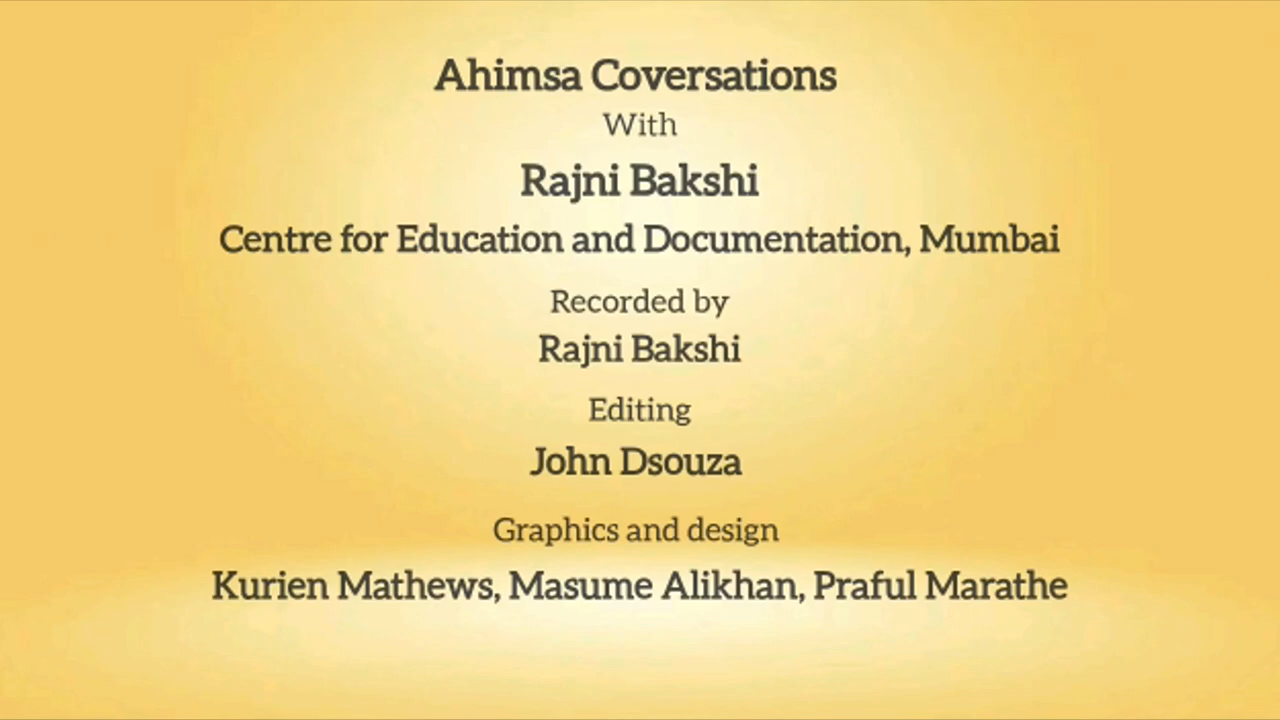 Ahimsa Coversations
With
Rajni Bakshi
Centre for Education and Documentation, Mumbai
Recorded by
Rajni Bakshi
Editing
John Dsouza
Graphics and design
Kurien Mathews, Masume Alikhan, Praful Marathe